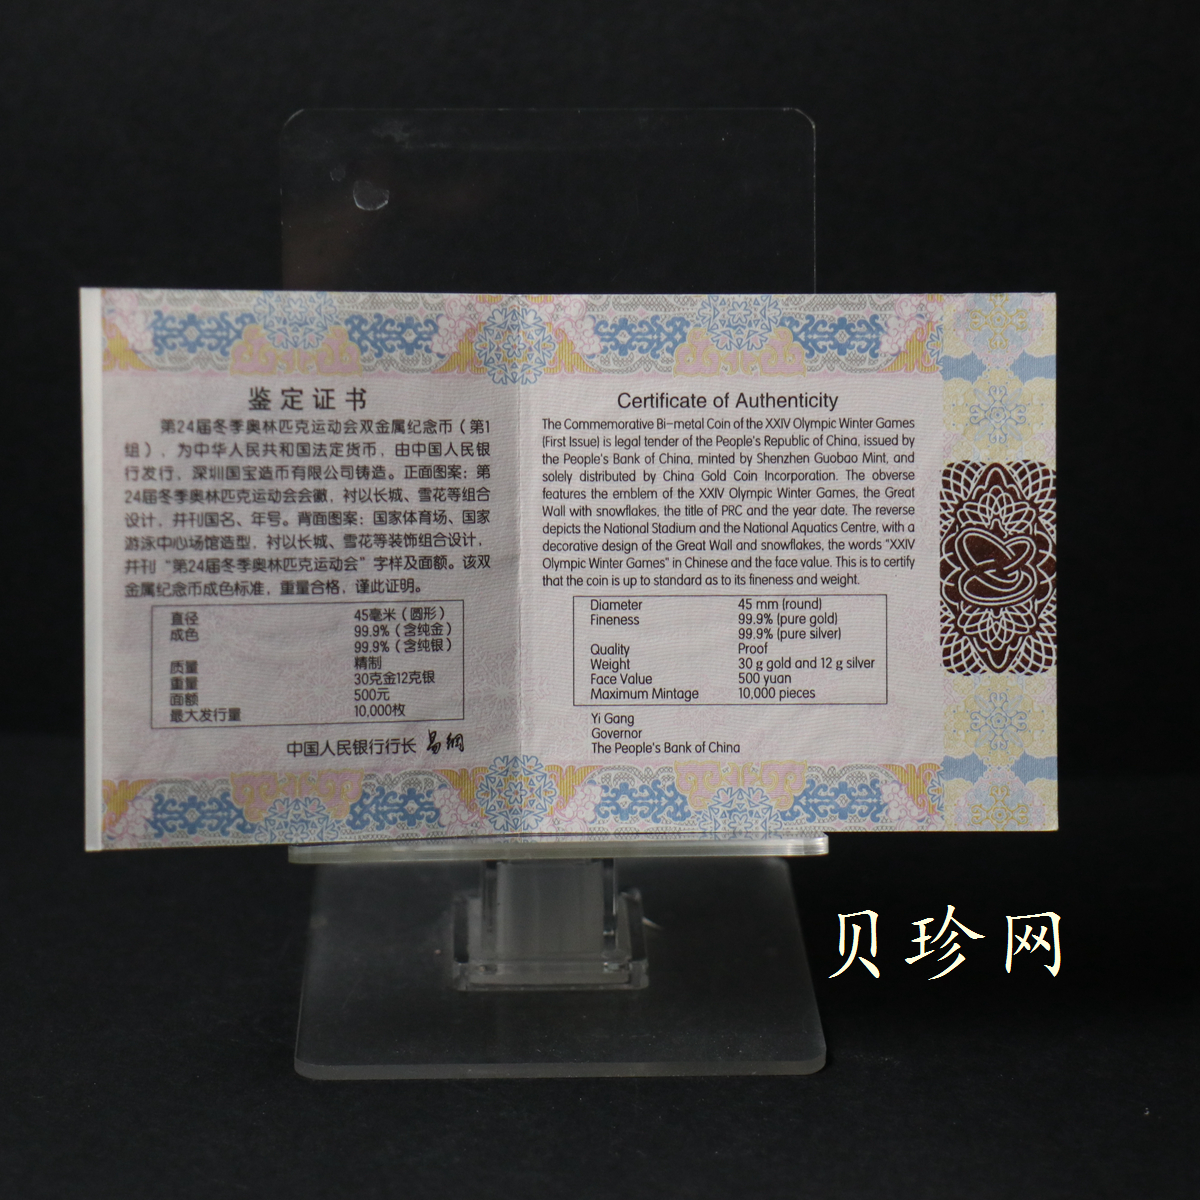 鉴定证书
第24届冬季奥林匹克运动会双金属纪念币（第1
组），为中华人民共和国法定货币，由中国人民银
行发行，深圳国宝造币有限公司铸造。正面图案：第
24届冬季奥林匹克运动会会徽，衬以长城、雪花等组合
设计，并刊国名、年号。背面图案：国家体育场、国家
游泳中心场馆造型，衬以长城、雪花等装饰组合设计，
并刊“第24届冬季奥林匹克运动会”字样及面额。该双
金属纪念币成色标准，重量合格，谨此证明。
直径 45毫米（圆形）
成色 99.9%（含纯金）
99.9%（含纯银）
质量 精制
重量 30克金12克银
面额 500元
最大发行量 10,000枚
中国人民银行行长 易纲
Certificate of Authenticity
The Commemorative Bi-metal Coin of the XXIV Olympic Winter Games
(First Issue) is legal tender of the People's Republic of China, issued by
the People's Bank of China, minted by Shenzhen Guobao Mint, and
solely distributed by China Gold Coin Incorporation. The obverse
features the emblem of the XXIV Olympic Winter Games, the Great
Wall with snowflakes, the title of PRC and the year date. The reverse
depicts the National Stadium and the National Aquatics Centre, with a
decorative design of the Great Wall and snowflakes, the words "XXIV
Olympic Winter Games" in Chinese and the face value. This is to certify
that the coin is up to standard as to its fineness and weight.
Diameter 45 mm (round)
Fineness 99.9% (pure gold)
99.9% (pure silver)
Quality Proof
Weight 30 g gold and 12 g silver
Face Value 500 yuan
Maximum Mintage 10,000 pieces
Yi Gang
Governor
The People's Bank of China
贝珍网